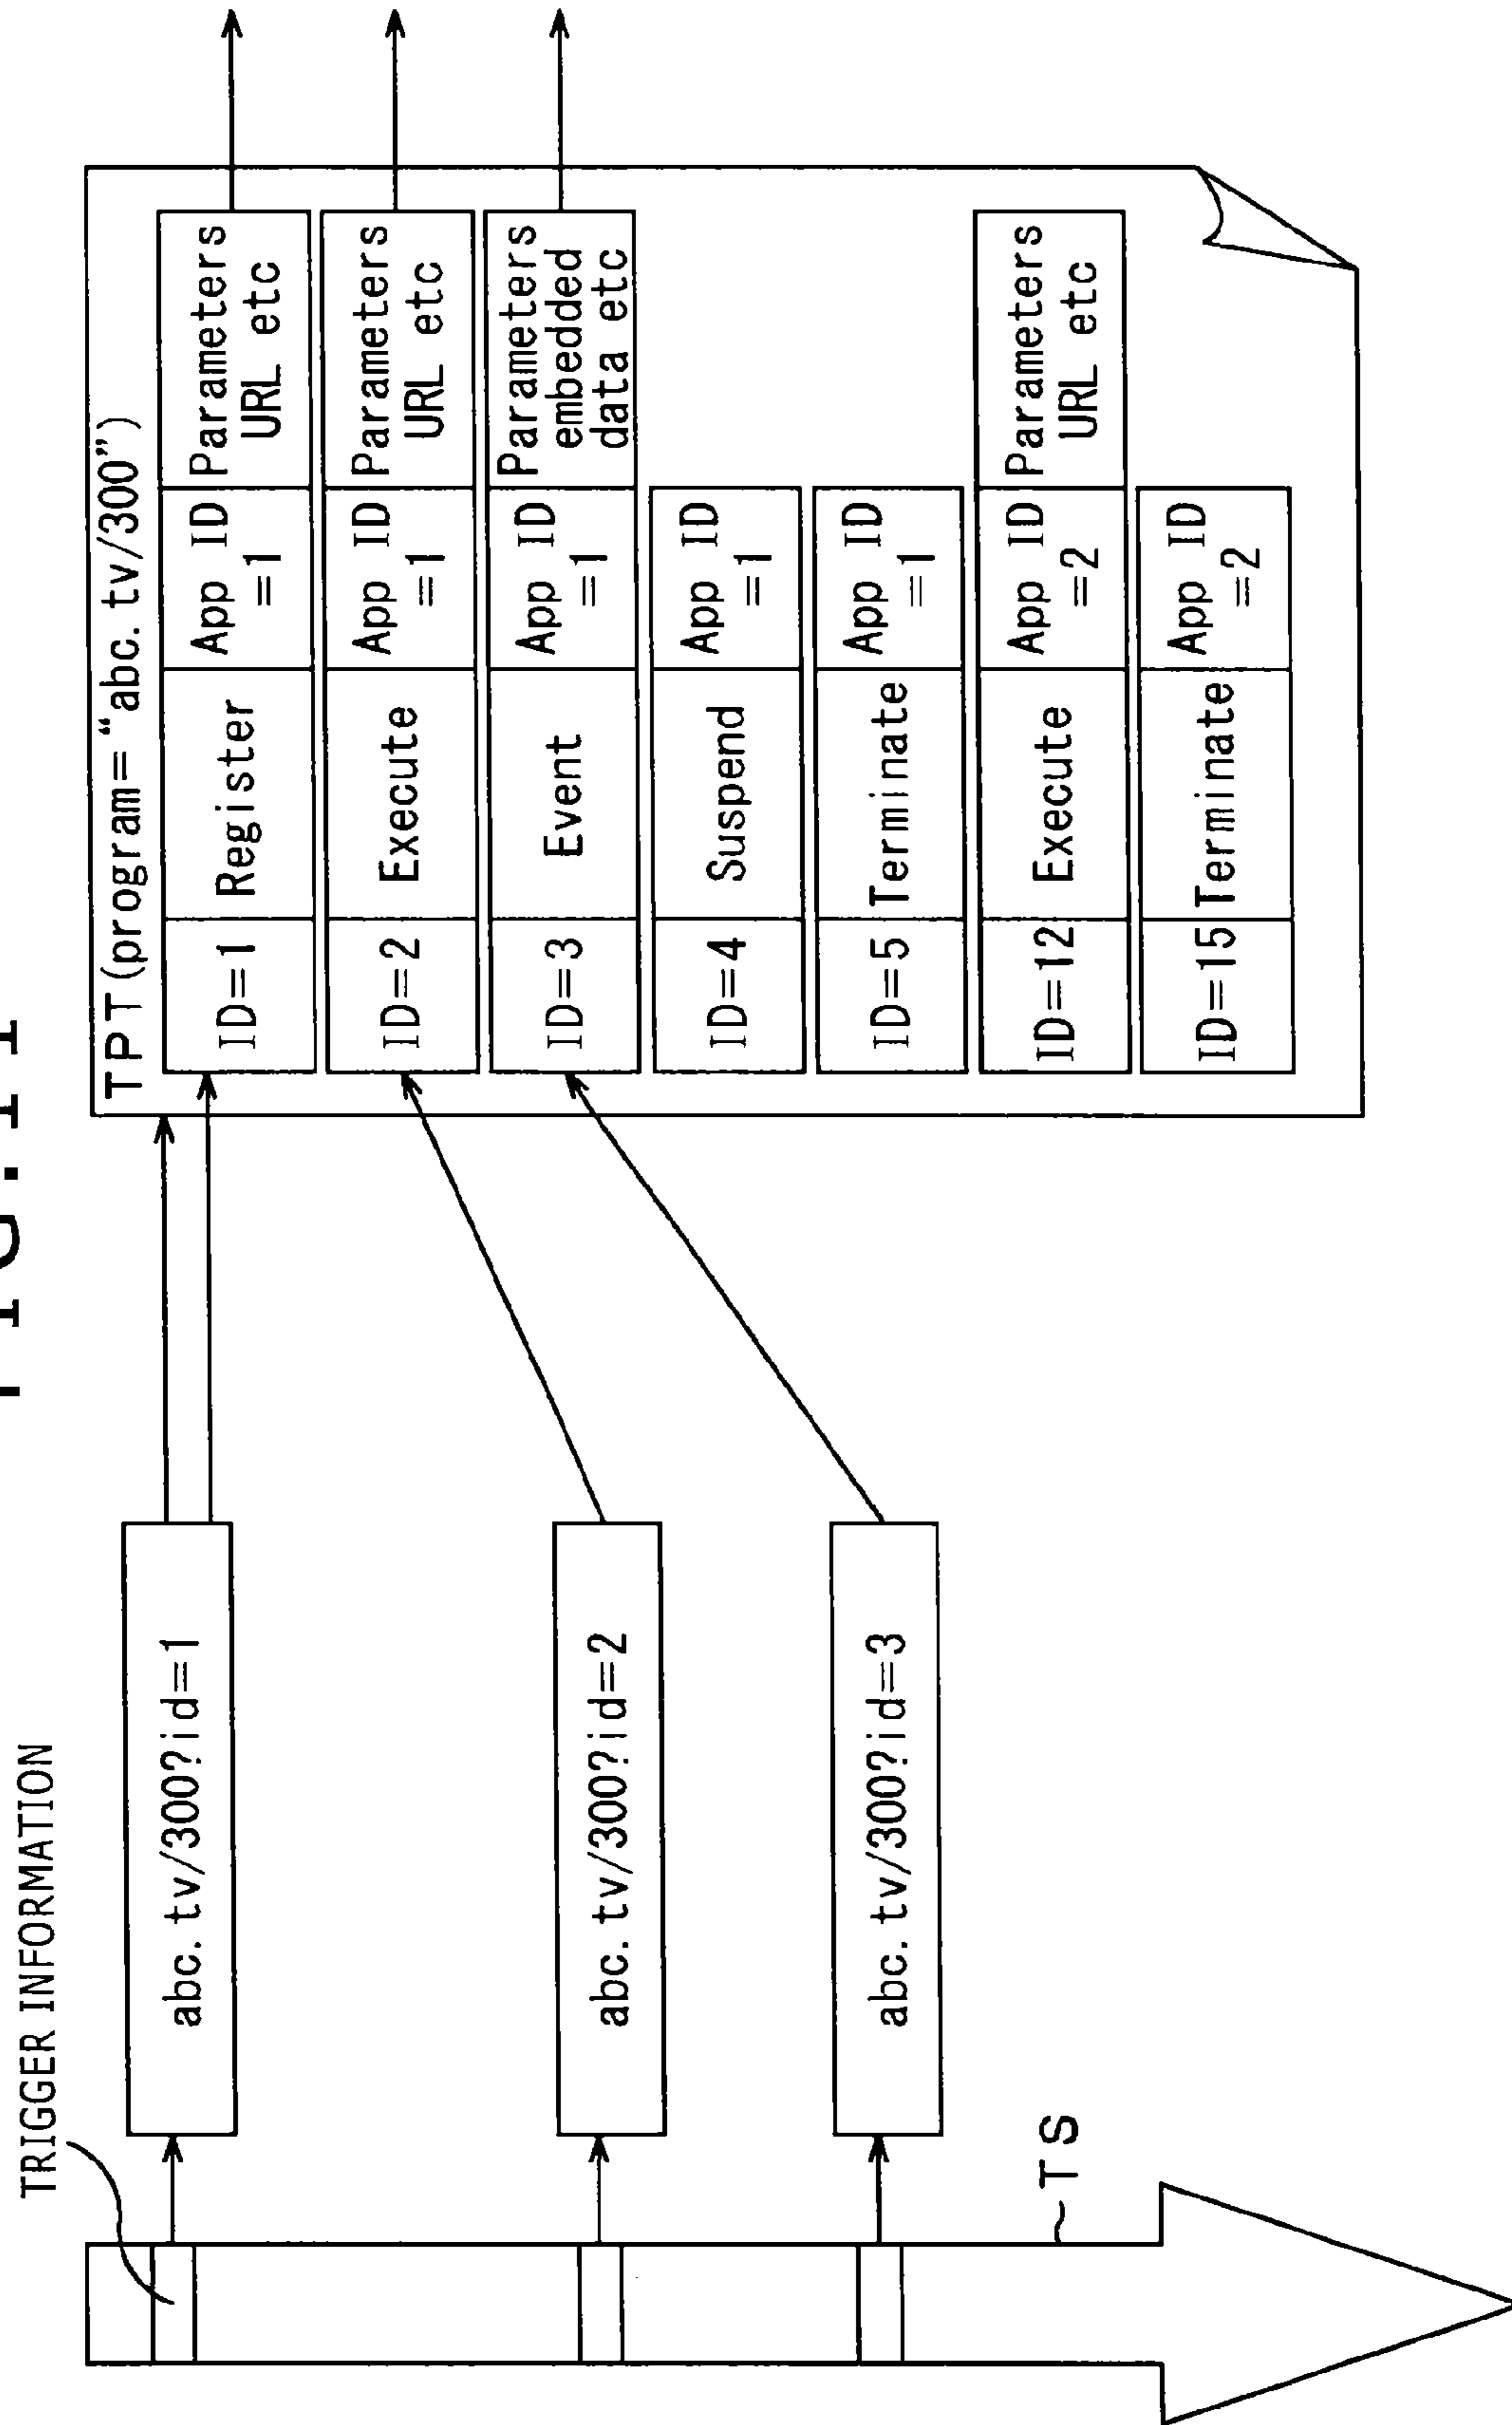 FIG. 11
TRIGGER INFORMATION
abc.tv/300?id=1
abc.tv/300?id=2
abc.tv/300?id=3
TS
TPT(program="abc.tv/300")
ID=1 Register App ID
=1
Parameters
URL etc
ID=2 Execute App ID
=1
Parameters
URL etc
ID=3 Event App ID
=1
Parameters
embedded
data etc
ID=4 Suspend App ID
=1
ID=5 Terminate App ID
=1
ID=12 Execute App ID
=2
Parameters
URL etc
ID=15 Terminate App ID
=2